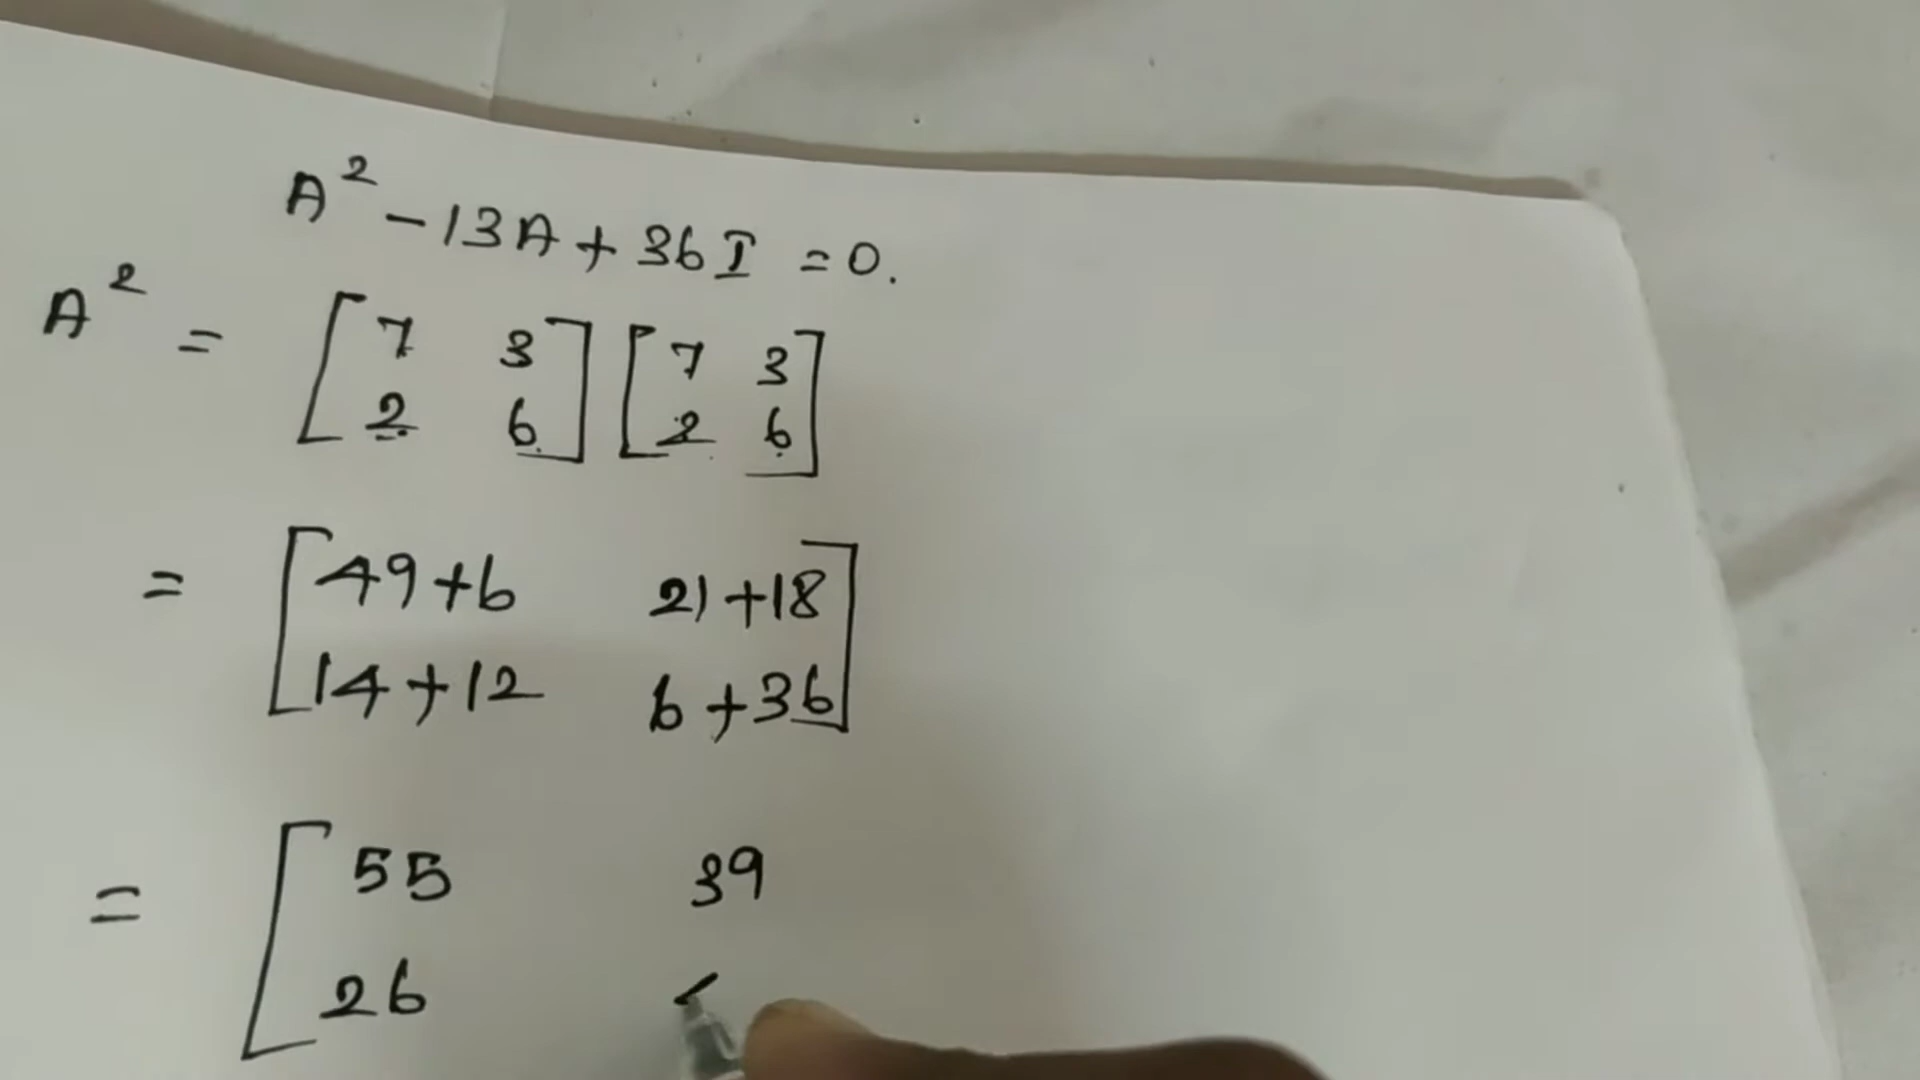 A² - 13A + 36I = 0.
A² = [7 3] [7 3]
[2 6] [2 6]
= [49+6 21+18]
[14+12 6+36]
= [55 39
26